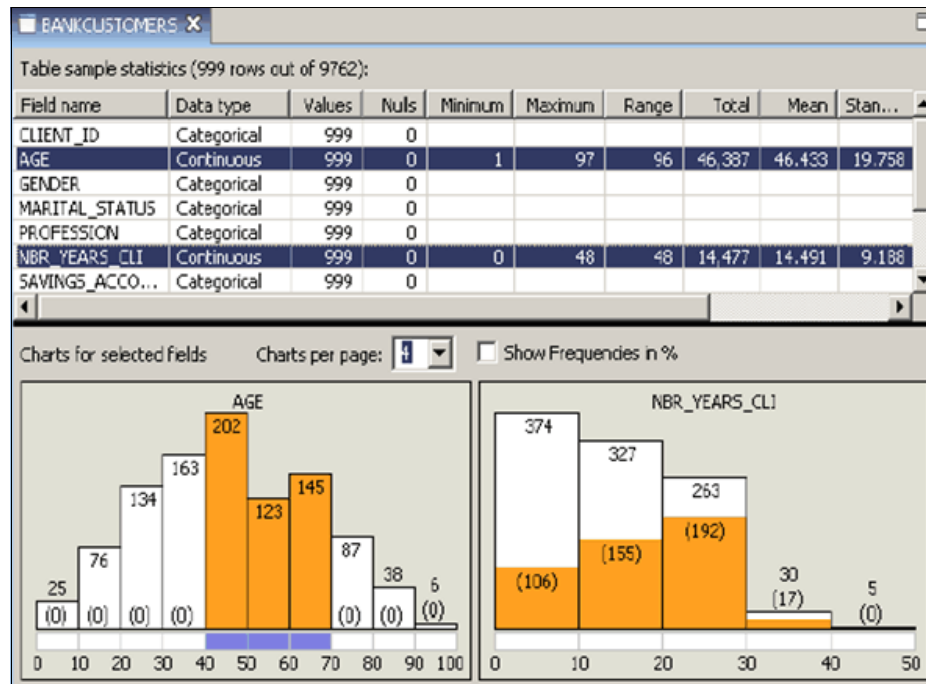 BANKCUSTOMERS X
Table sample statistics (999 rows out of 9762):
Field name Data type Values Nulls Minimum Maximum Range Total Mean Stan...
CLIENT_ID Categorical 999 0
AGE Continuous 999 0 1 97 96 46,387 46.433 19.758
GENDER Categorical 999 0
MARITAL_STATUS Categorical 999 0
PROFESSION Categorical 999 0
NBR_YEARS_CLI Continuous 999 0 0 48 48 14,477 14.491 9.188
SAVINGS_ACCO... Categorical 999 0
Charts for selected fields Charts per page: 4 Show Frequencies in %
AGE
25 76 134 163 202 123 145 87 38 6
(0) (0) (0) (0) (0) (0) (0)
0 10 20 30 40 50 60 70 80 90 100
NBR_YEARS_CLI
374 327 263 30 5
(106) (155) (192) (17) (0)
0 10 20 30 40 50